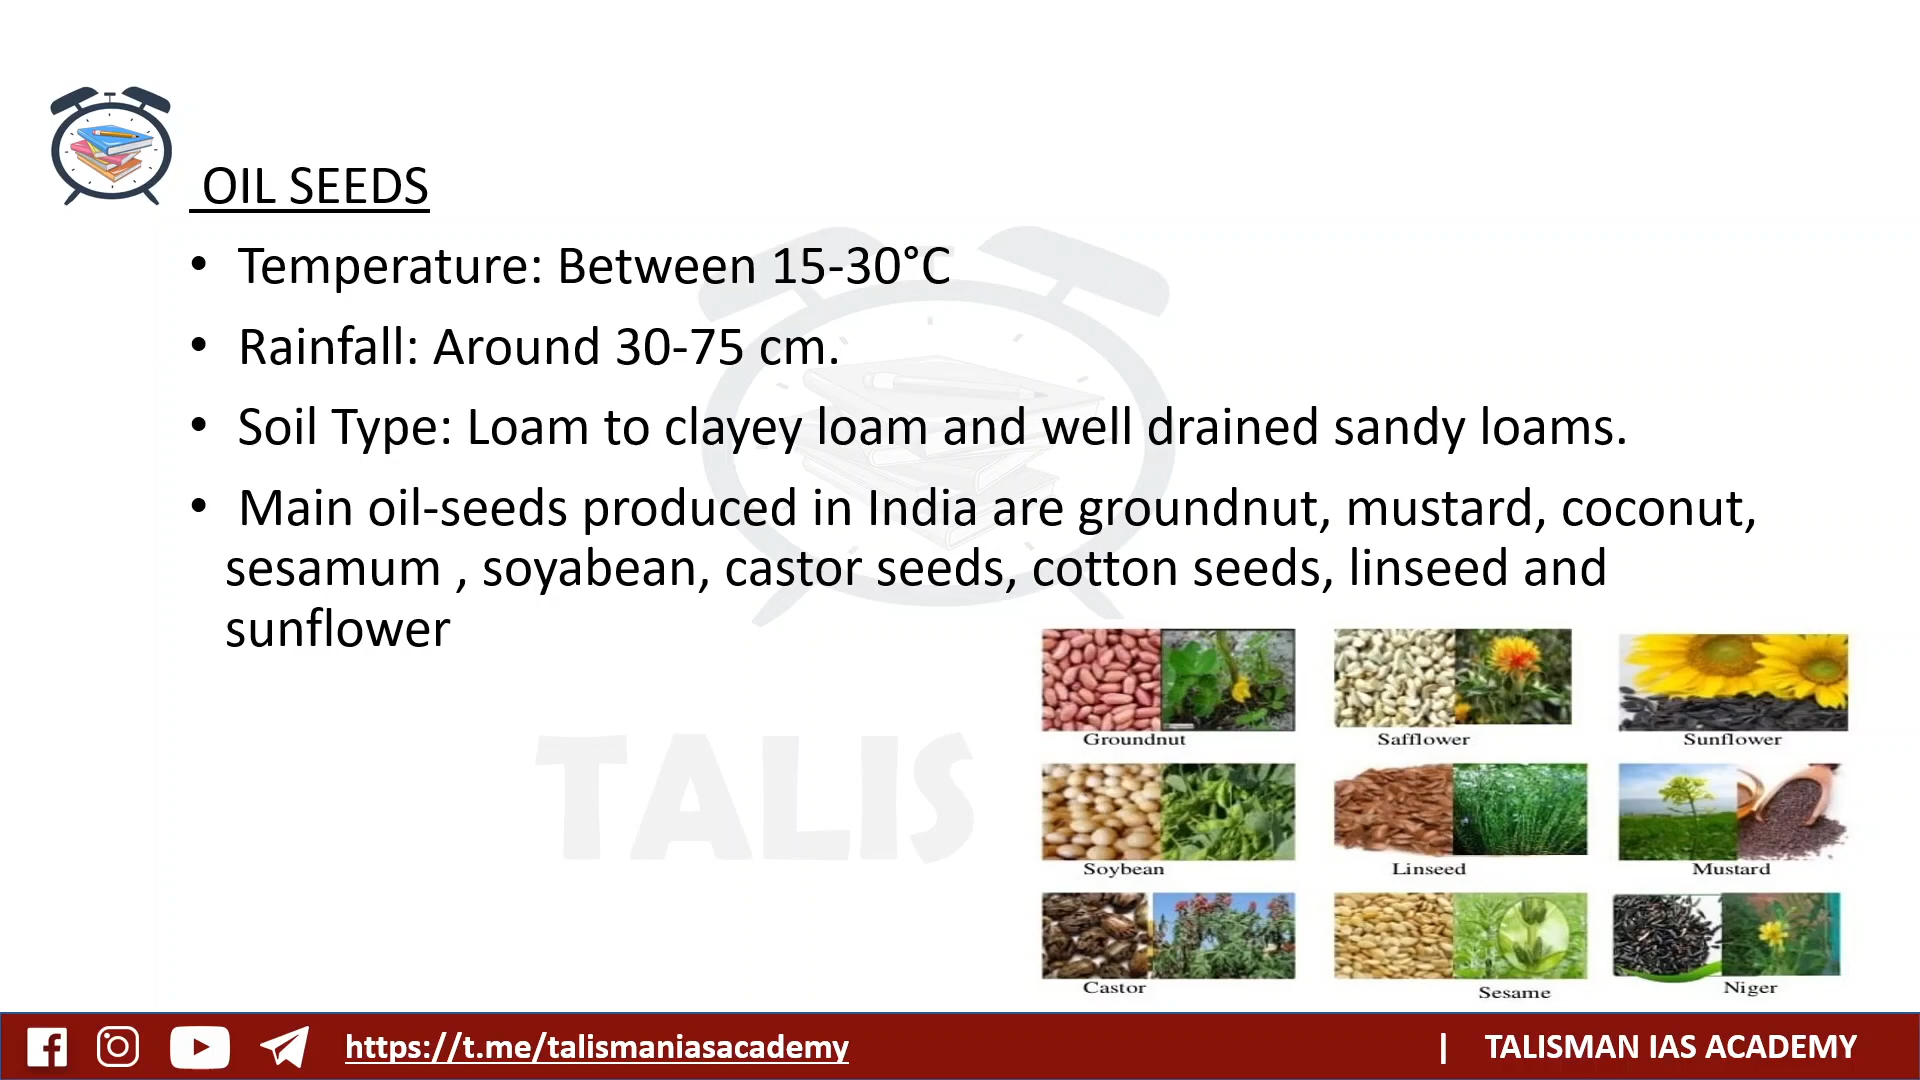 OIL SEEDS
• Temperature: Between 15-30°C
• Rainfall: Around 30-75 cm.
• Soil Type: Loam to clayey loam and well drained sandy loams.
• Main oil-seeds produced in India are groundnut, mustard, coconut,
sesamum , soyabean, castor seeds, cotton seeds, linseed and
sunflower
TALIS
Groundnut
Safflower
Sunflower
Soybean
Linseed
Mustard
Castor
Sesame
Niger
https://t.me/talismaniasacademy
| TALISMAN IAS ACADEMY